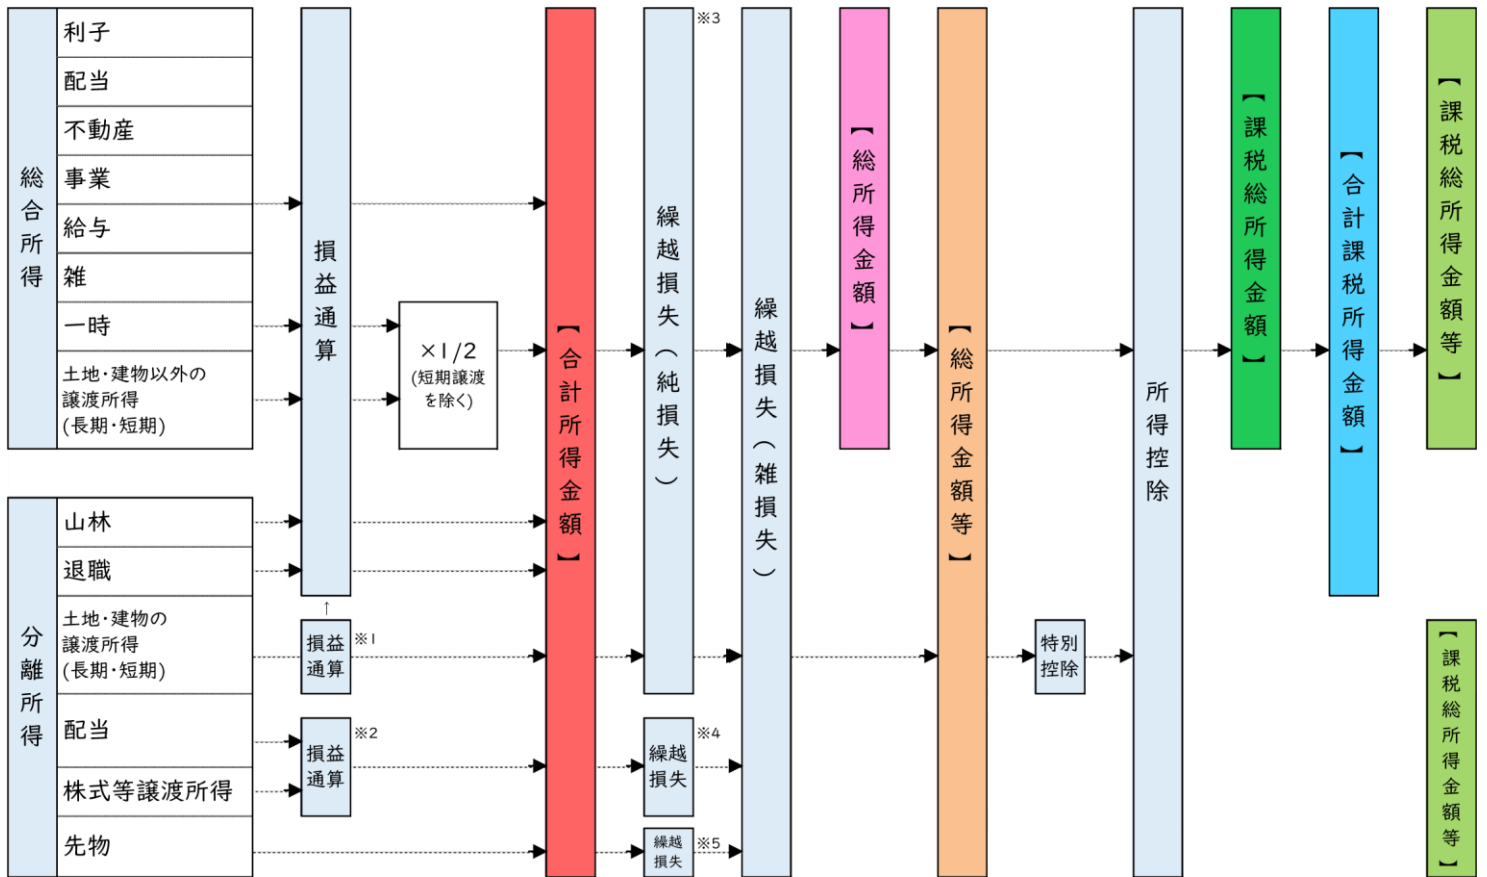 総合所得
利子
配当
不動産
事業
給与
雑
一時
土地・建物以外の
譲渡所得
(長期・短期)
分離所得
山林
退職
土地・建物の
譲渡所得
(長期・短期)
配当
株式等譲渡所得
先物
損益通算
↑
損益
通算
※1
損益
通算
※2
×1/2
(短期譲渡
を除く)
【合計所得金額】
繰越損失(純損失)
※3
繰越
損失
※4
繰越
損失
※5
繰越損失(雑損失)
【総所得金額】
【総所得金額等】
特別
控除
所得控除
【課税総所得金額】
【合計課税所得金額】
【課税総所得金額等】
【課税総所得金額等】